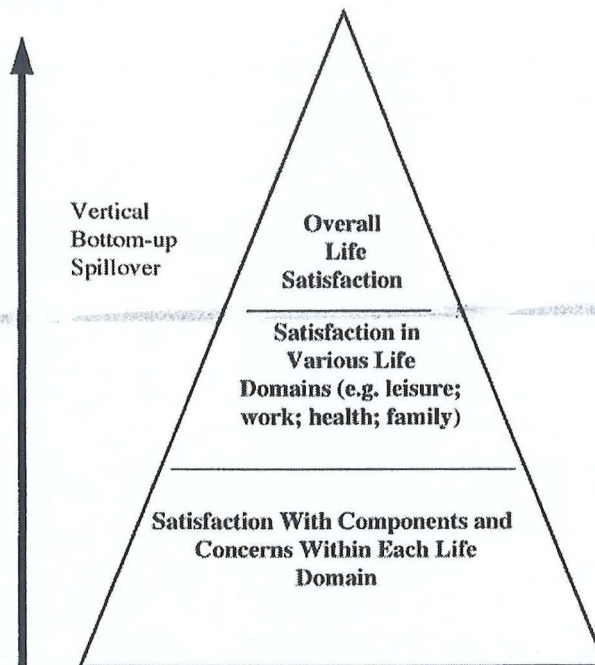 Vertical
Bottom-up
Spillover
Overall
Life
Satisfaction
Satisfaction in
Various Life
Domains (e.g. leisure;
work; health; family)
Satisfaction With Components and
Concerns Within Each Life
Domain